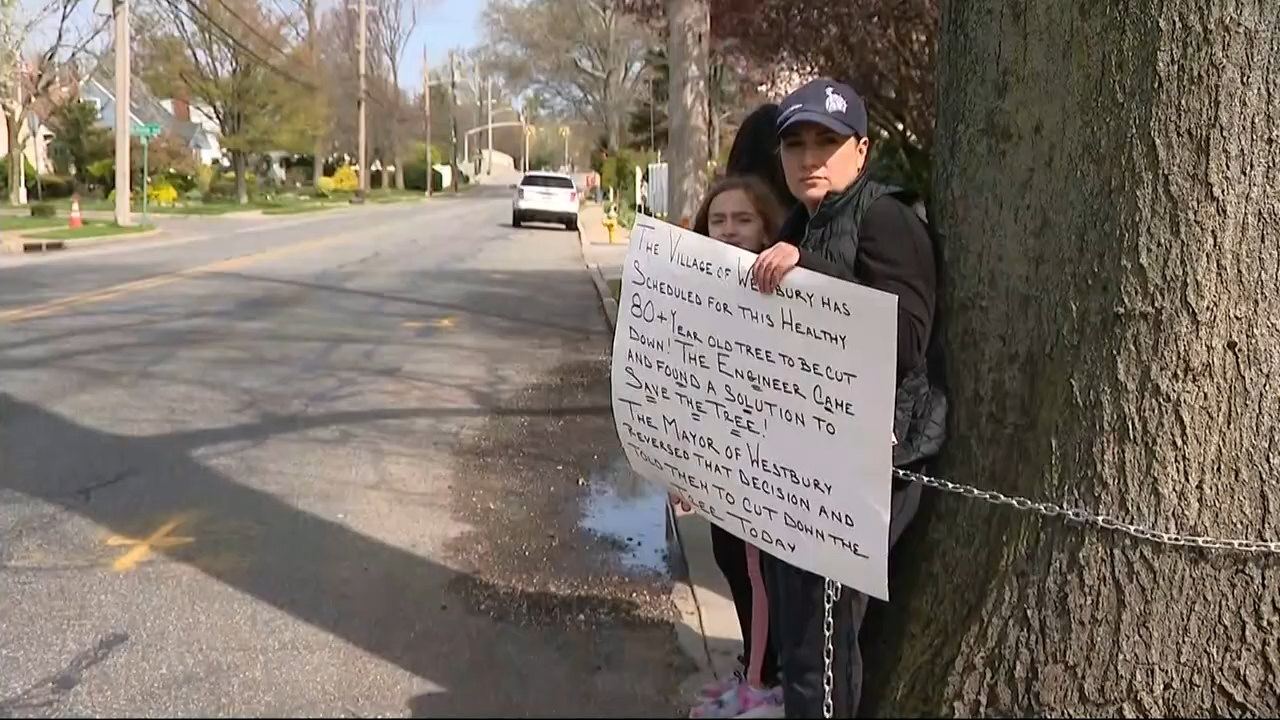 THE VILLAGE OF WESTBURY HAS
SCHEDULED FOR THIS HEALTHY
80+ YEAR OLD TREE TO BE CUT
DOWN! THE ENGINEER CAME
AND FOUND A SOLUTION TO
SAVE THE TREE!
THE MAYOR OF WESTBURY
REVERSED THAT DECISION AND
TOLD THEM TO CUT DOWN THE
TREE - TODAY